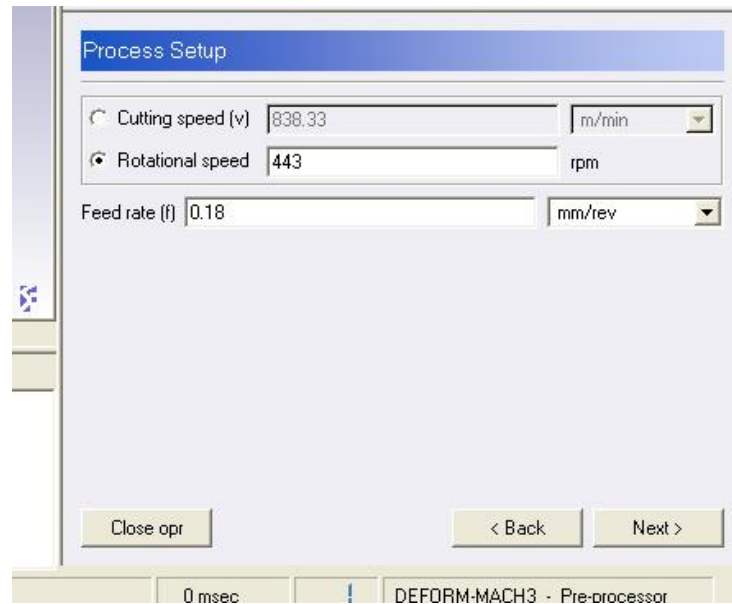 Process Setup
Cutting speed (v) 838.33 m/min
Rotational speed 443 rpm
Feed rate (f) 0.18 mm/rev
Close opr < Back Next >
0 msec DEFORM-MACH3 - Pre-processor